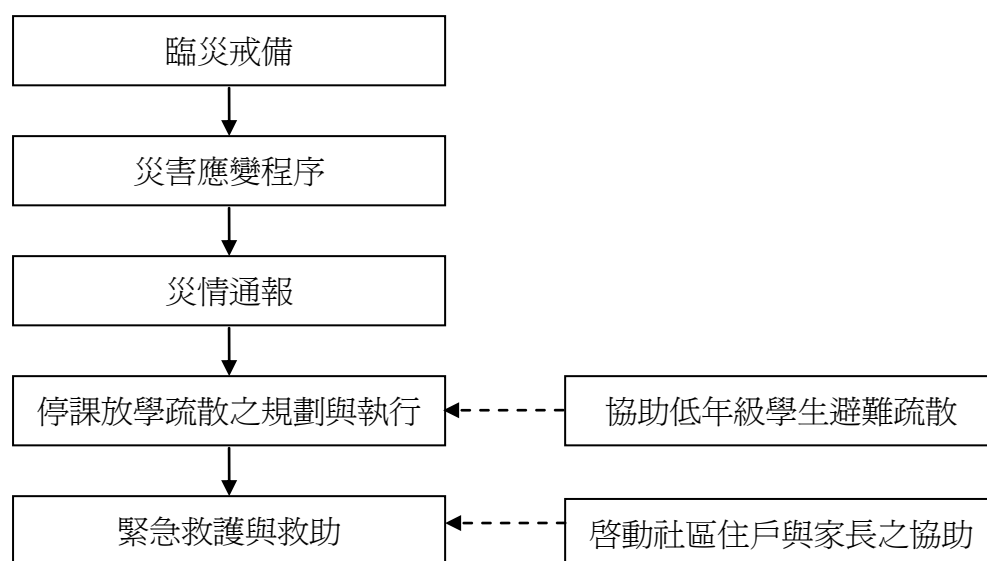 臨災戒備
災害應變程序
災情通報
停課放學疏散之規劃與執行
協助低年級學生避難疏散
緊急救護與救助
啓動社區住戶與家長之協助